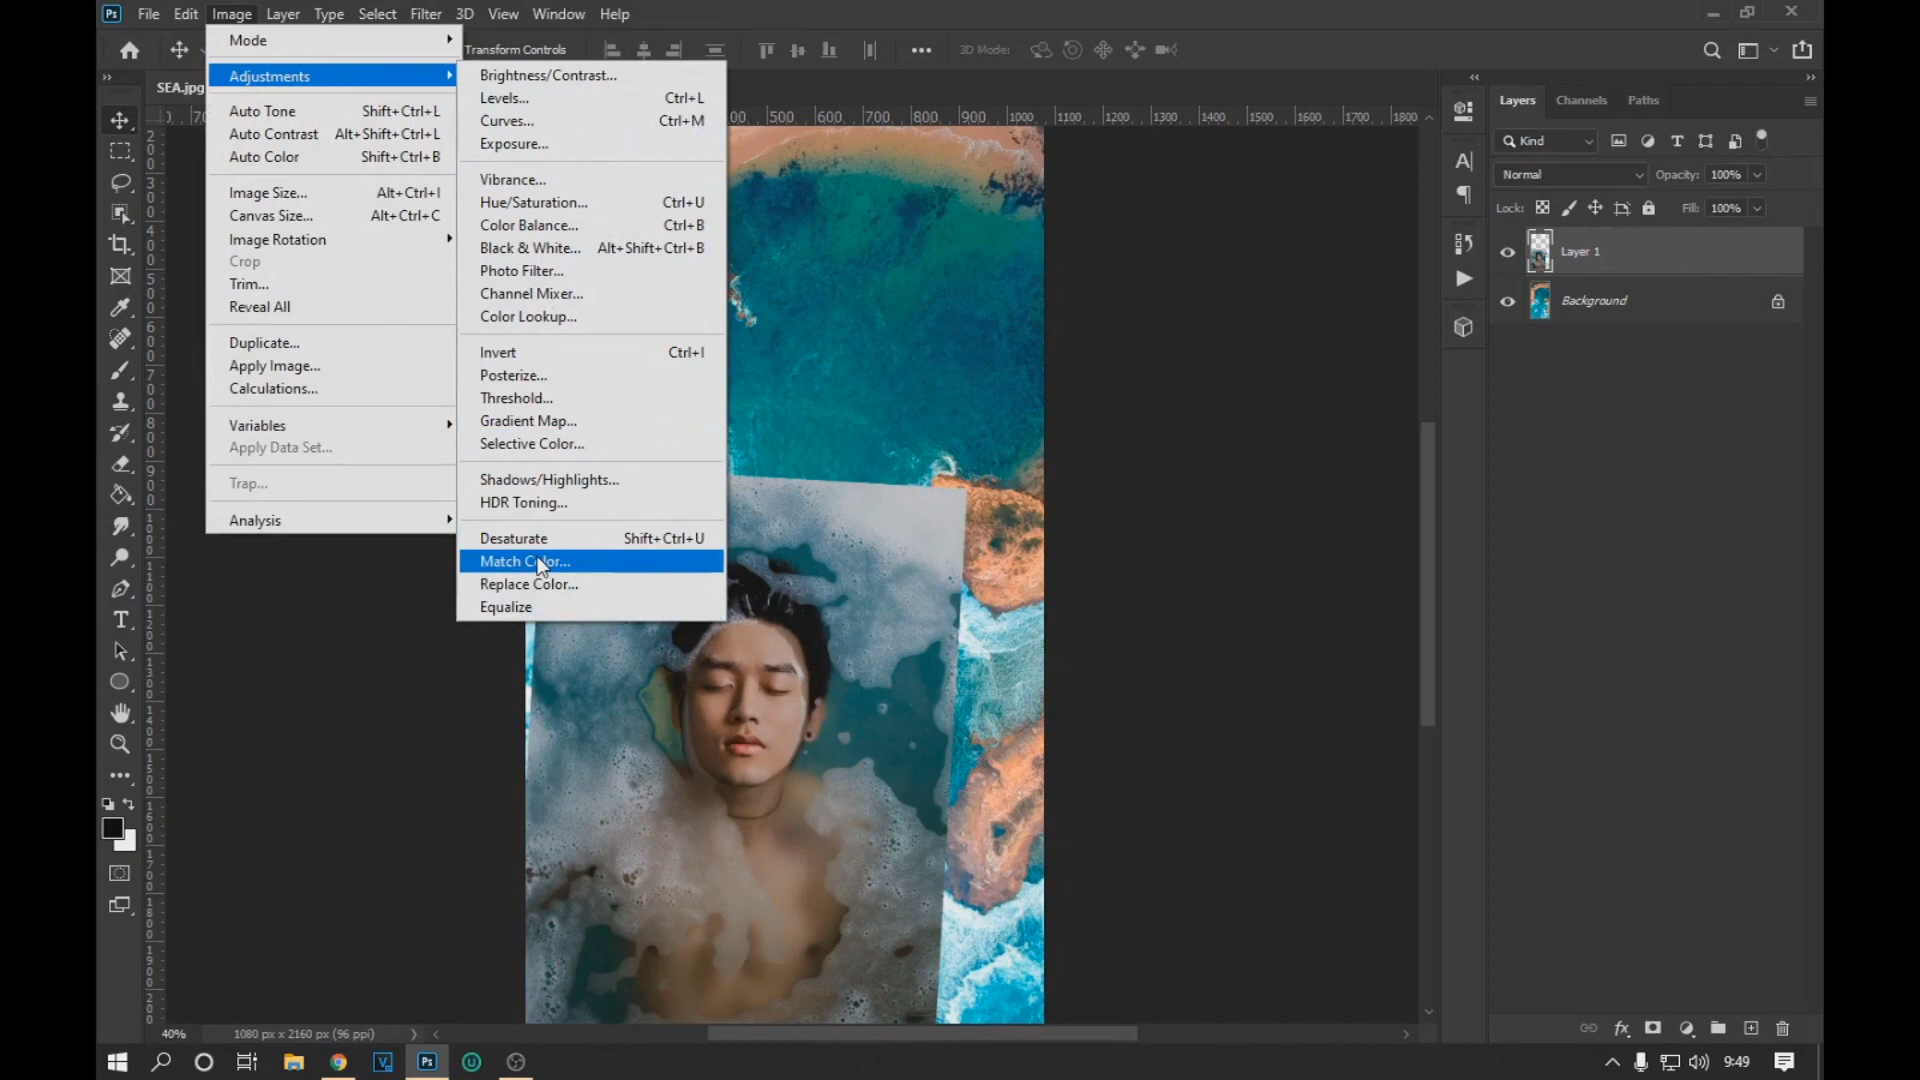 Ps File Edit Image Layer Type Select Filter 3D View Window Help
Transform Controls 3D Mode:
SEA.jpg
Mode
Adjustments
Auto Tone Shift+Ctrl+L
Auto Contrast Alt+Shift+Ctrl+L
Auto Color Shift+Ctrl+B
Image Size... Alt+Ctrl+I
Canvas Size... Alt+Ctrl+C
Image Rotation
Crop
Trim...
Reveal All
Duplicate...
Apply Image...
Calculations...
Variables
Apply Data Set...
Trap...
Analysis
Brightness/Contrast...
Levels... Ctrl+L
Curves... Ctrl+M
Exposure...
Vibrance...
Hue/Saturation... Ctrl+U
Color Balance... Ctrl+B
Black & White... Alt+Shift+Ctrl+B
Photo Filter...
Channel Mixer...
Color Lookup...
Invert Ctrl+I
Posterize...
Threshold...
Gradient Map...
Selective Color...
Shadows/Highlights...
HDR Toning...
Desaturate Shift+Ctrl+U
Match Color...
Replace Color...
Equalize
500 600 700 800 900 1000 1100 1200 1300 1400 1500 1600 1700 1800
Layers Channels Paths
Kind
Normal Opacity: 100%
Lock: Fill: 100%
Layer 1
Background
40% 1080 px x 2160 px (96 ppi)
Ps 9:49